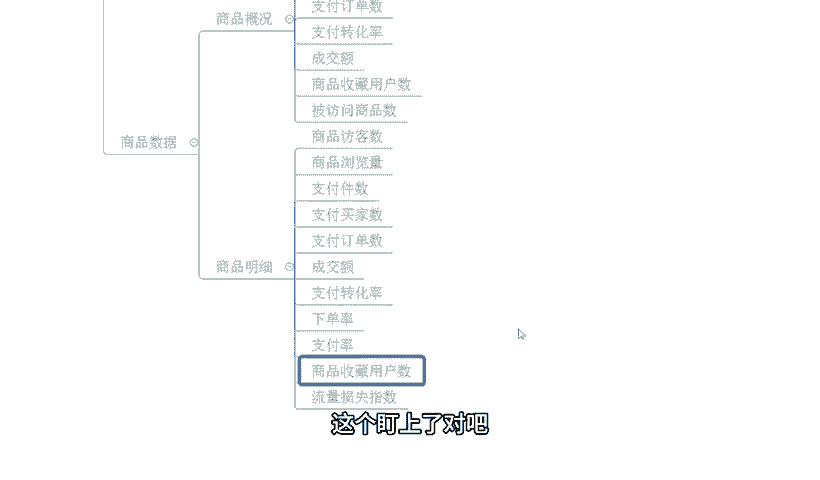 支付订单数
商品概况
支付转化率
成交额
商品收藏用户数
被访问商品数
商品数据
商品访客数
商品浏览量
支付件数
支付买家数
支付订单数
商品明细
成交额
支付转化率
下单率
支付率
商品收藏用户数
流量损失指数
这个盯上了对吧